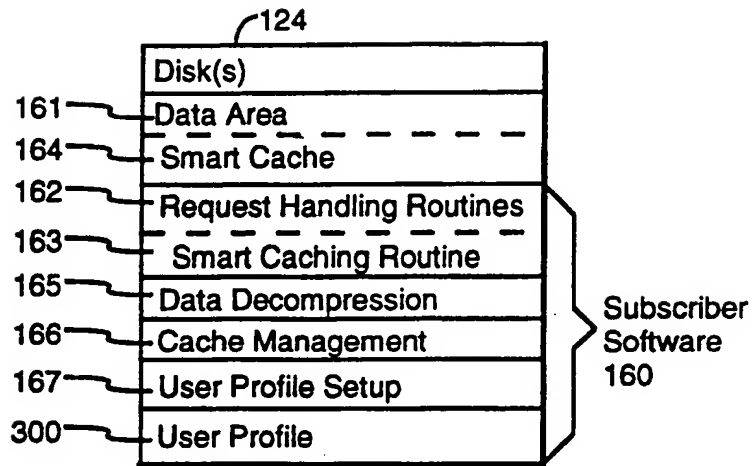 124
Disk(s)
161 Data Area
164 Smart Cache
162 Request Handling Routines
163 Smart Caching Routine
165 Data Decompression
166 Cache Management
167 User Profile Setup
300 User Profile
Subscriber
Software
160